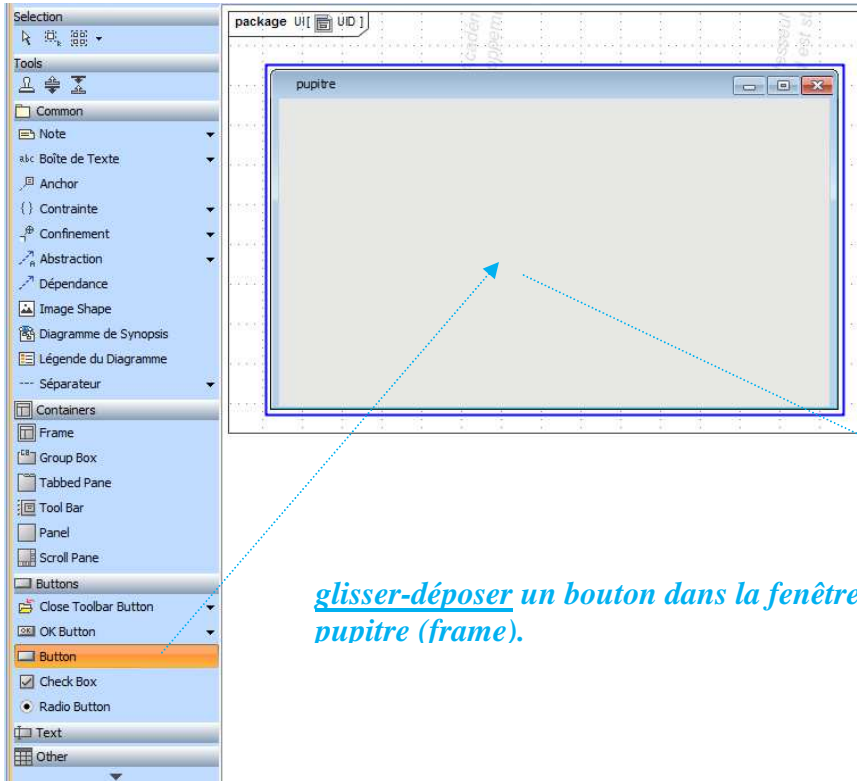 Selection
Tools
Common
Note
abc Boîte de Texte
Anchor
{ } Contrainte
Confinement
Abstraction
Dépendance
Image Shape
Diagramme de Synopsis
Légende du Diagramme
Séparateur
Containers
Frame
Group Box
Tabbed Pane
Tool Bar
Panel
Scroll Pane
Buttons
Close Toolbar Button
OK Button
Button
Check Box
Radio Button
Text
Other
package UI[ UID ]
pupitre
glisser-déposer un bouton dans la fenêtre
pupitre (frame).